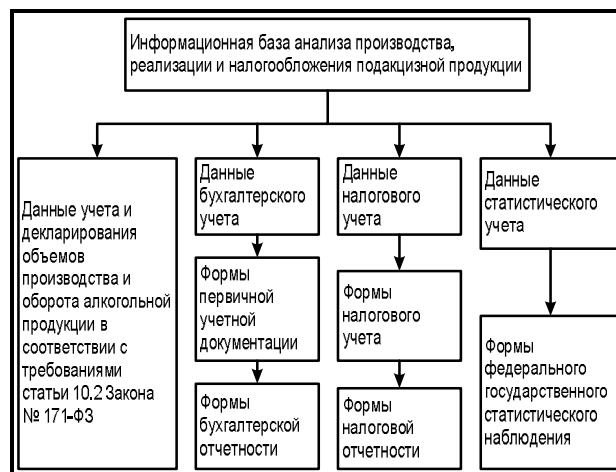 Информационная база анализа производства,
реализации и налогообложения подакцизной продукции
Данные учета и
декларирования
объемов
производства и
оборота алкогольной
продукции в
соответствии с
требованиями
статьи 10.2 Закона
№ 171-ФЗ
Данные
бухгалтерского
учета
Формы
первичной
учетной
документации
Формы
бухгалтерской
отчетности
Данные
налогового
учета
Формы
налогового
учета
Формы
налоговой
отчетности
Данные
статистического
учета
Формы
федерального
государственного
статистического
наблюдения